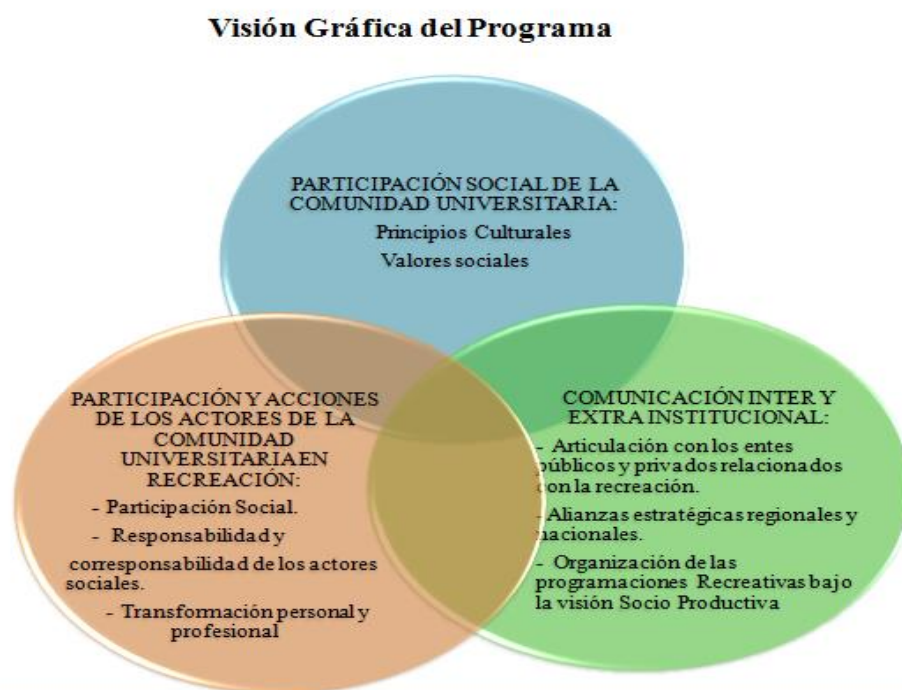 Visión Gráfica del Programa
PARTICIPACIÓN SOCIAL DE LA
COMUNIDAD UNIVERSITARIA:
Principios Culturales
Valores sociales
PARTICIPACIÓN Y ACCIONES
DE LOS ACTORES DE LA
COMUNIDAD
UNIVERSITARIA EN
RECREACIÓN:
- Participación Social.
- Responsabilidad y
corresponsabilidad de los actores
sociales.
- Transformación personal y
profesional
COMUNICACIÓN INTER Y
EXTRA INSTITUCIONAL:
- Articulación con los entes
públicos y privados relacionados
con la recreación.
- Alianzas estratégicas regionales y
nacionales.
- Organización de las
programaciones Recreativas bajo
la visión Socio Productiva